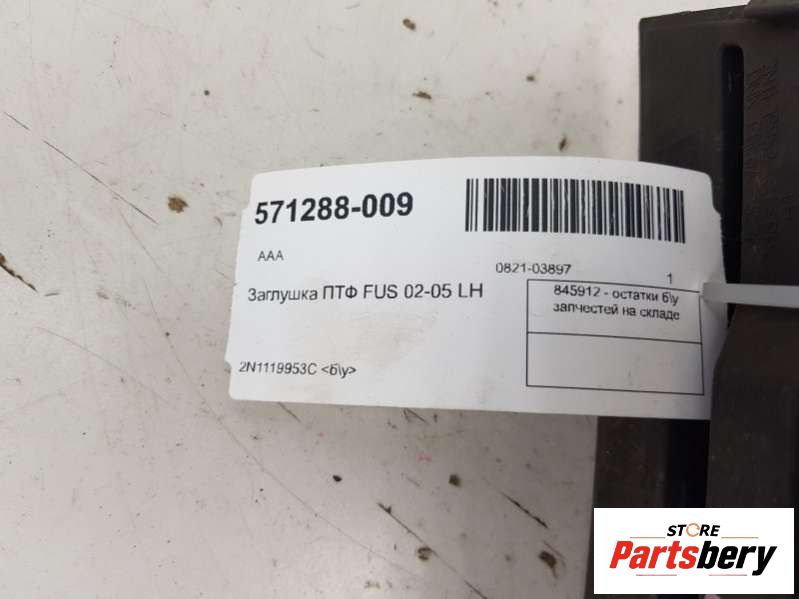 571288-009
AAA
0821-03897
1
Заглушка ПТФ FUS 02-05 LH
845912 - остатки б\у
запчестей на складе
2N1119953C <б\у>
STORE
Partsbery